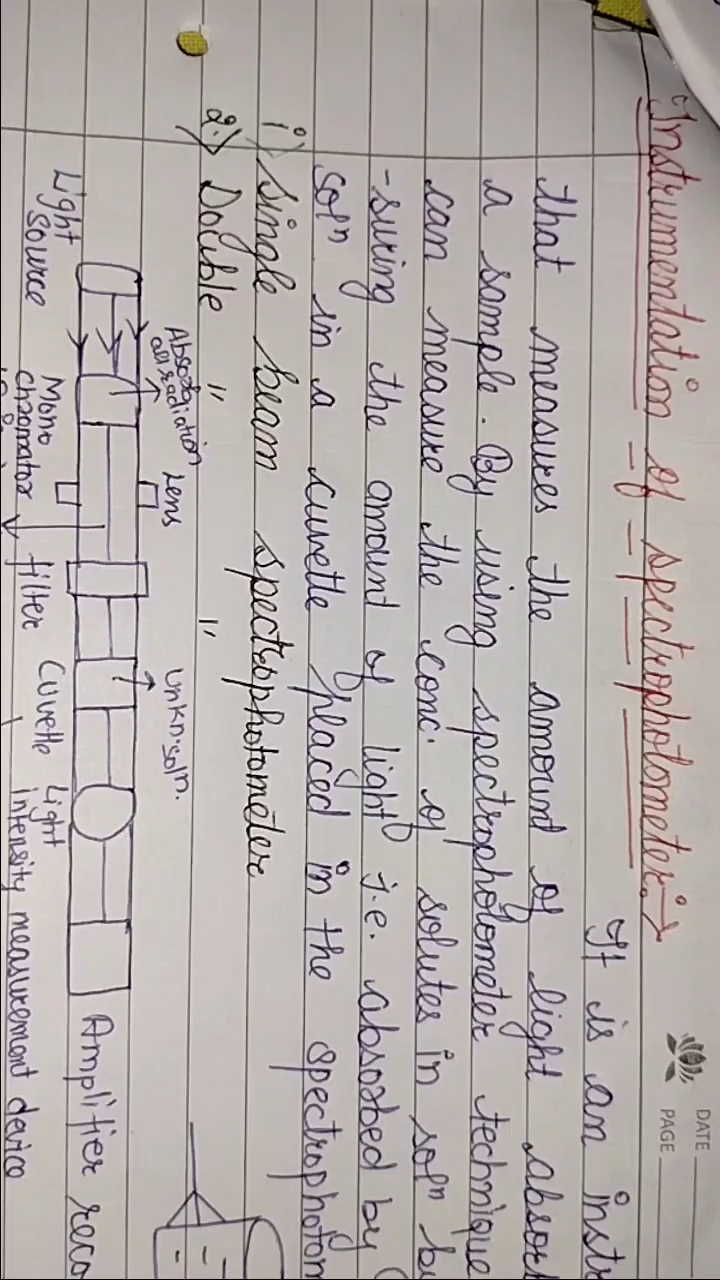 DATE
PAGE
Instrumentation of spectrophotometer:→
It is an instr
that measures the amount of light absor
a sample. By using spectrophotometer technique
can measure the conc. of solutes in solⁿ by
-suring the amount of light i.e. absorbed by
solⁿ in a cuvette placed in the spectrophotom
i) Single beam spectrophotometer
2.) Double " "
all radiation Lens Unkn. soln.
Light source Mono chromator filter Cuvette Light intensity measurement device Amplifier reco